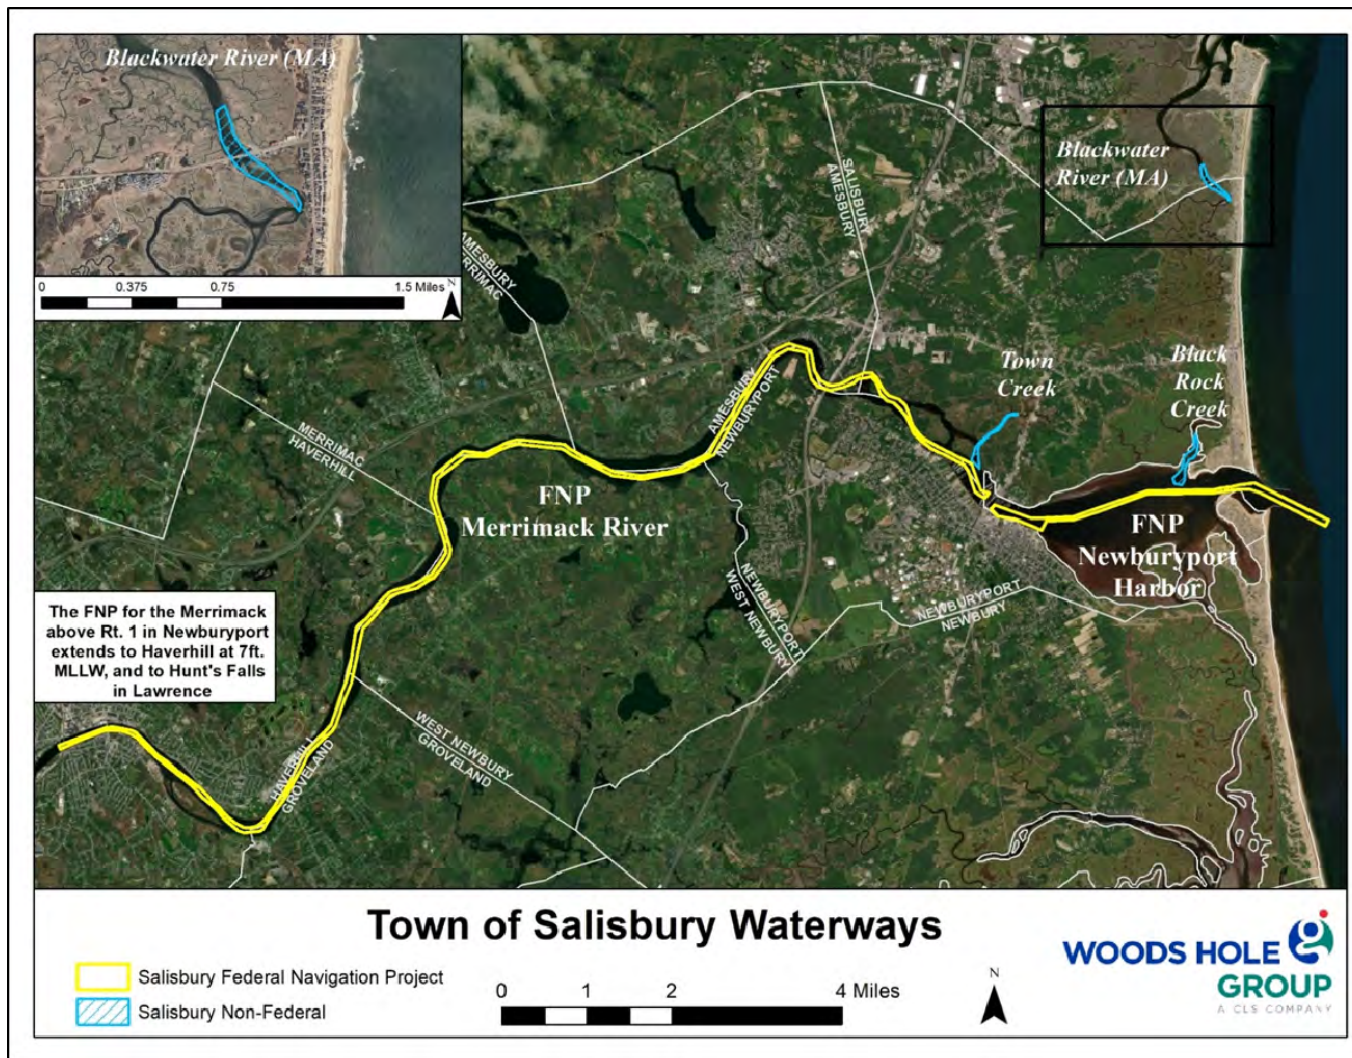 Blackwater River (MA)
0 0.375 0.75 1.5 Miles
N
AMESBURY
MERRIMAC
SALISBURY
AMESBURY
Blackwater
River (MA)
Town
Creek
Black
Rock
Creek
AMESBURY
NEWBURYPORT
MERRIMAC
HAVERHILL
FNP
Merrimack River
FNP
Newburyport
Harbor
NEWBURYPORT
WEST NEWBURY
NEWBURYPORT
NEWBURY
The FNP for the Merrimack
above Rt. 1 in Newburyport
extends to Haverhill at 7ft.
MLLW, and to Hunt's Falls
in Lawrence
WEST NEWBURY
GROVELAND
HAVERHILL
GROVELAND
Town of Salisbury Waterways
Salisbury Federal Navigation Project
Salisbury Non-Federal
0 1 2 4 Miles
N
WOODS HOLE
GROUP
A CLS COMPANY